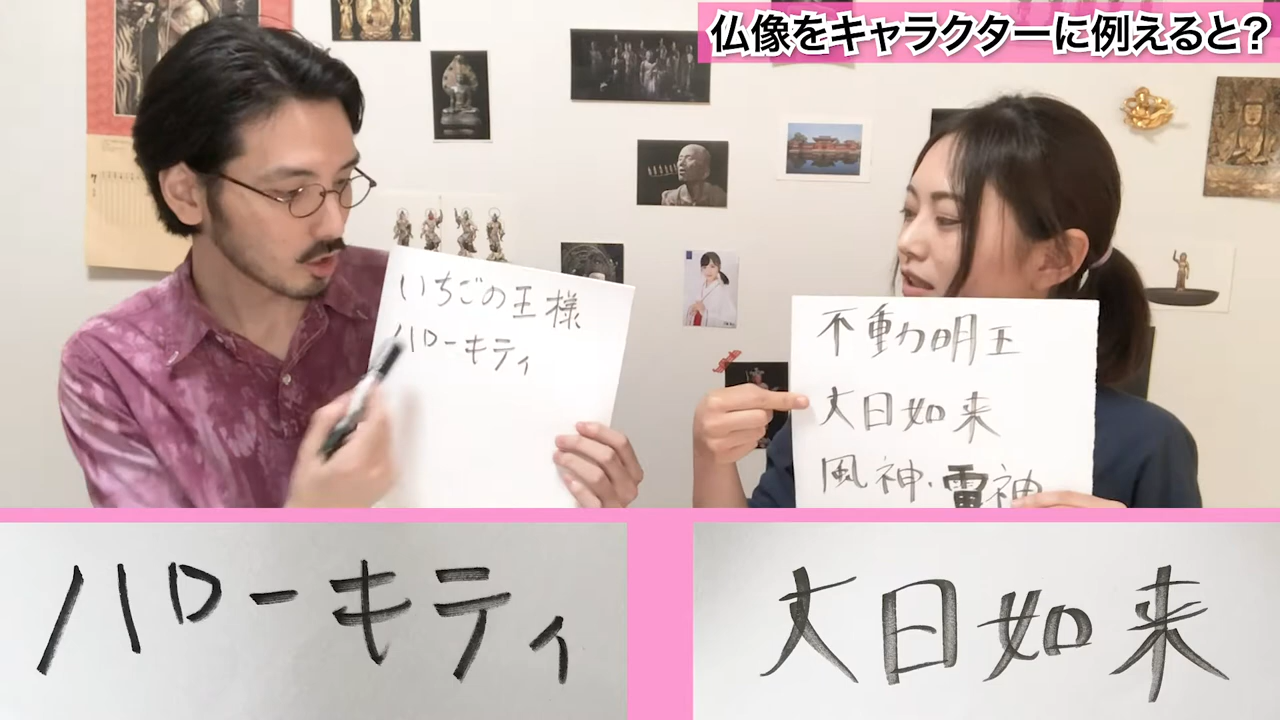 仏像をキャラクターに例えると?
いちごの王様
ハローキティ
不動明王
大日如来
風神・雷神
ハローキティ
大日如来